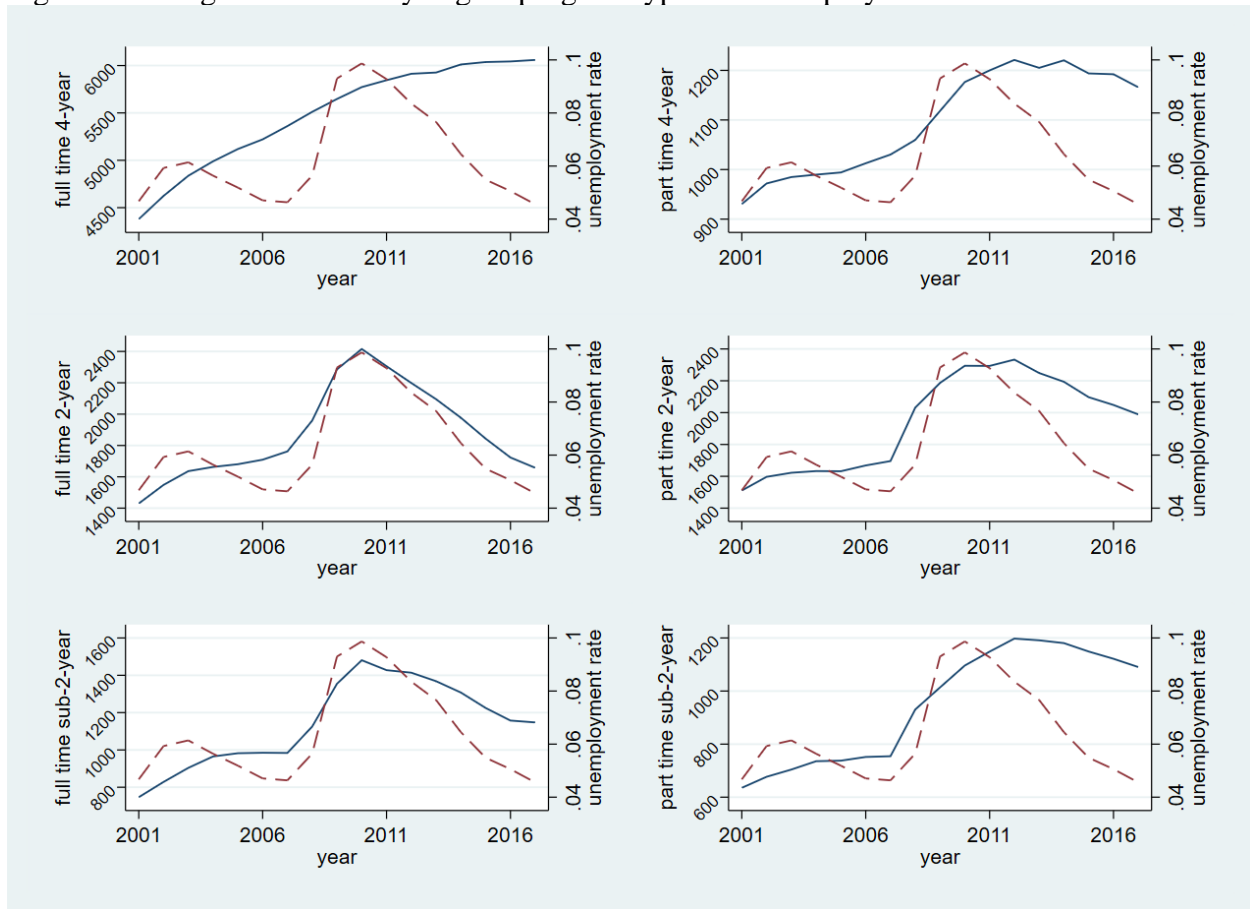 full time 4-year
4500 5000 5500 6000
.04 .06 .08 .1
unemployment rate
2001 2006 2011 2016
year
part time 4-year
900 1000 1100 1200
.04 .06 .08 .1
unemployment rate
2001 2006 2011 2016
year
full time 2-year
1400 1600 1800 2000 2200 2400
.04 .06 .08 .1
unemployment rate
2001 2006 2011 2016
year
part time 2-year
1400 1600 1800 2000 2200 2400
.04 .06 .08 .1
unemployment rate
2001 2006 2011 2016
year
full time sub-2-year
800 1000 1200 1400 1600
.04 .06 .08 .1
unemployment rate
2001 2006 2011 2016
year
part time sub-2-year
600 800 1000 1200
.04 .06 .08 .1
unemployment rate
2001 2006 2011 2016
year